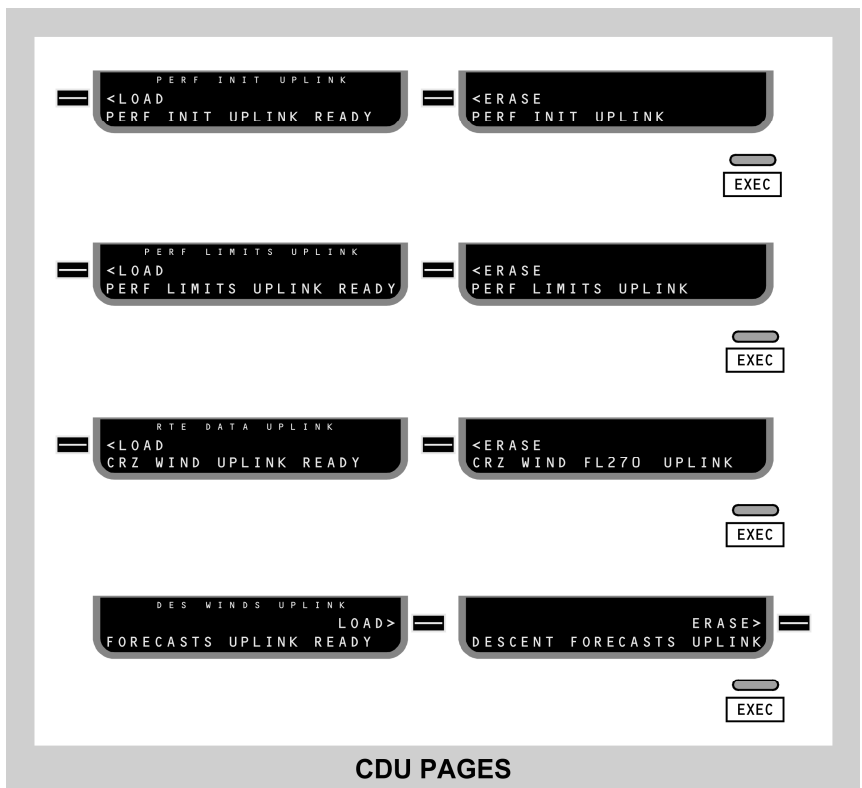 PERF INIT UPLINK
<LOAD
PERF INIT UPLINK READY
<ERASE
PERF INIT UPLINK
EXEC
PERF LIMITS UPLINK
<LOAD
PERF LIMITS UPLINK READY
<ERASE
PERF LIMITS UPLINK
EXEC
RTE DATA UPLINK
<LOAD
CRZ WIND UPLINK READY
<ERASE
CRZ WIND FL270 UPLINK
EXEC
DES WINDS UPLINK
LOAD>
FORECASTS UPLINK READY
ERASE>
DESCENT FORECASTS UPLINK
EXEC
CDU PAGES